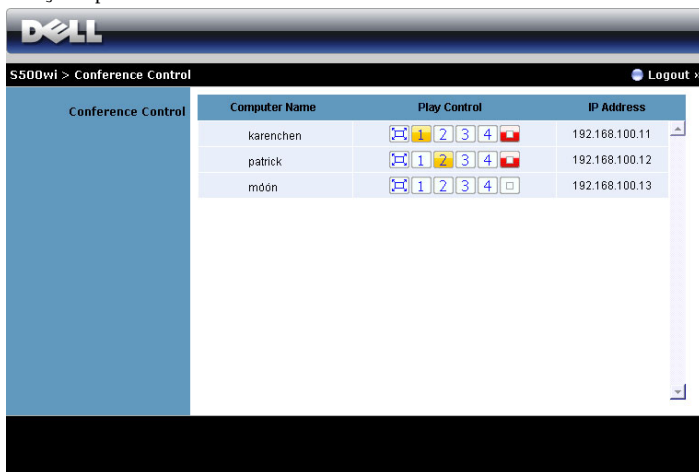 DELL
S500wi > Conference Control
Logout »
Conference Control
Computer Name Play Control IP Address
karenchen 1 2 3 4 192.168.100.11
patrick 1 2 3 4 192.168.100.12
móón 1 2 3 4 192.168.100.13